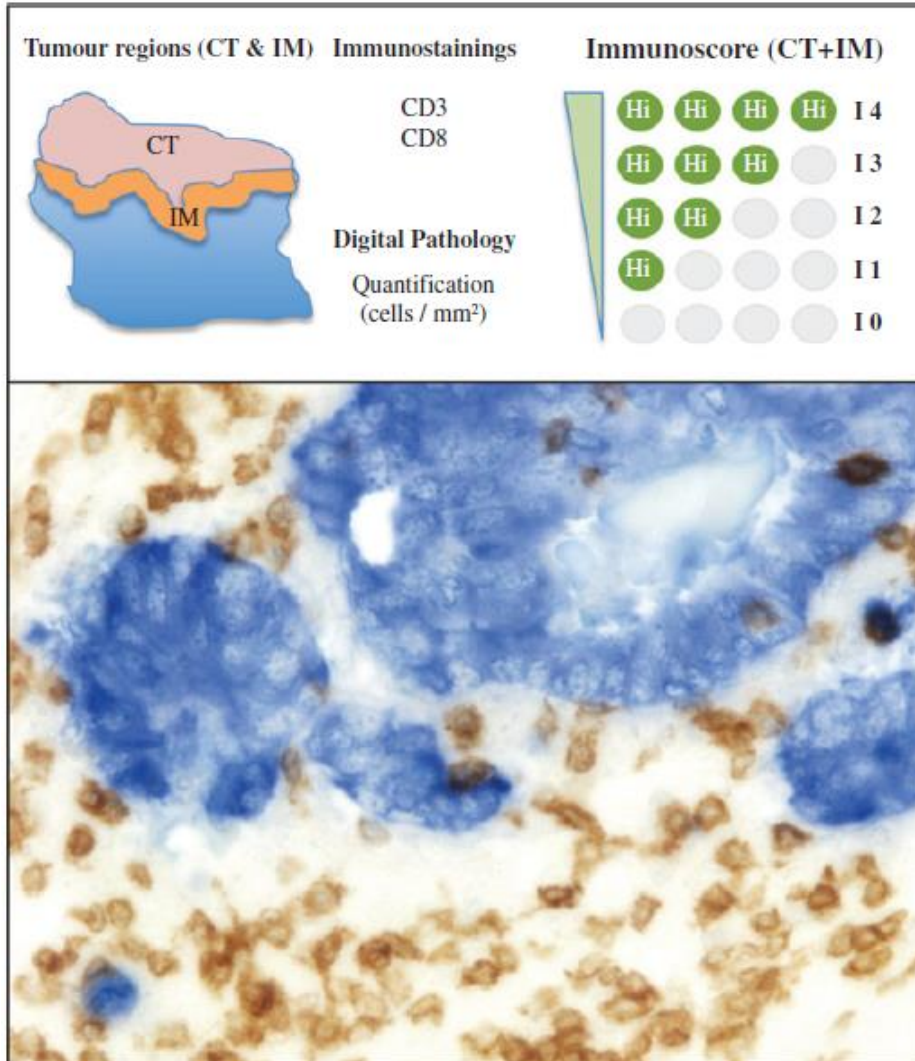 Tumour regions (CT & IM)
CT
IM
Immunostainings
CD3
CD8
Digital Pathology
Quantification
(cells / mm²)
Immunoscore (CT+IM)
Hi Hi Hi Hi I 4
Hi Hi Hi I 3
Hi Hi I 2
Hi I 1
I 0